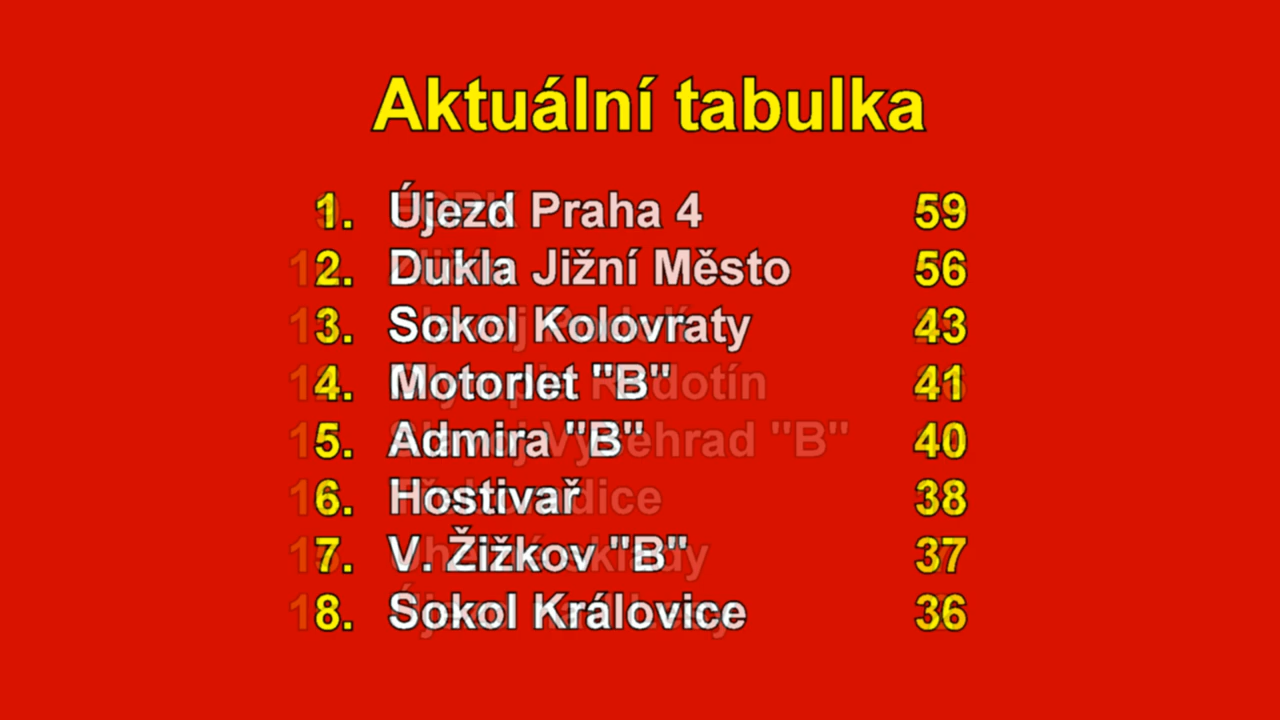 Aktuální tabulka
1. Újezd Praha 4 59
2. Dukla Jižní Město 56
3. Sokol Kolovraty 43
4. Motorlet "B" 41
5. Admira "B" 40
6. Hostivař 38
7. V. Žižkov "B" 37
8. Sokol Královice 36